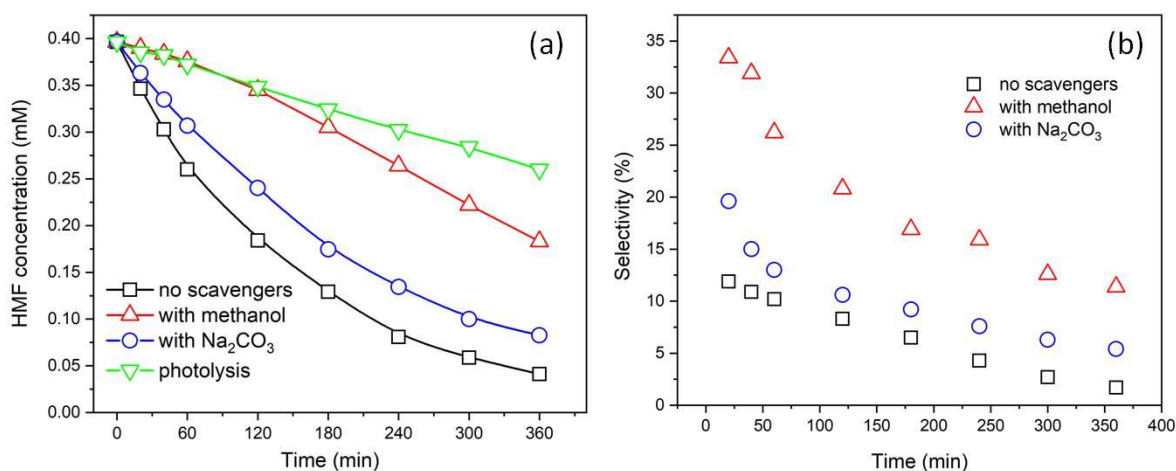 (a)
HMF concentration (mM)
0.40
0.35
0.30
0.25
0.20
0.15
0.10
0.05
0.00
no scavengers
with methanol
with Na₂CO₃
photolysis
0 60 120 180 240 300 360
Time (min)
(b)
Selectivity (%)
35
30
25
20
15
10
5
0
no scavengers
with methanol
with Na₂CO₃
0 50 100 150 200 250 300 350 400
Time (min)